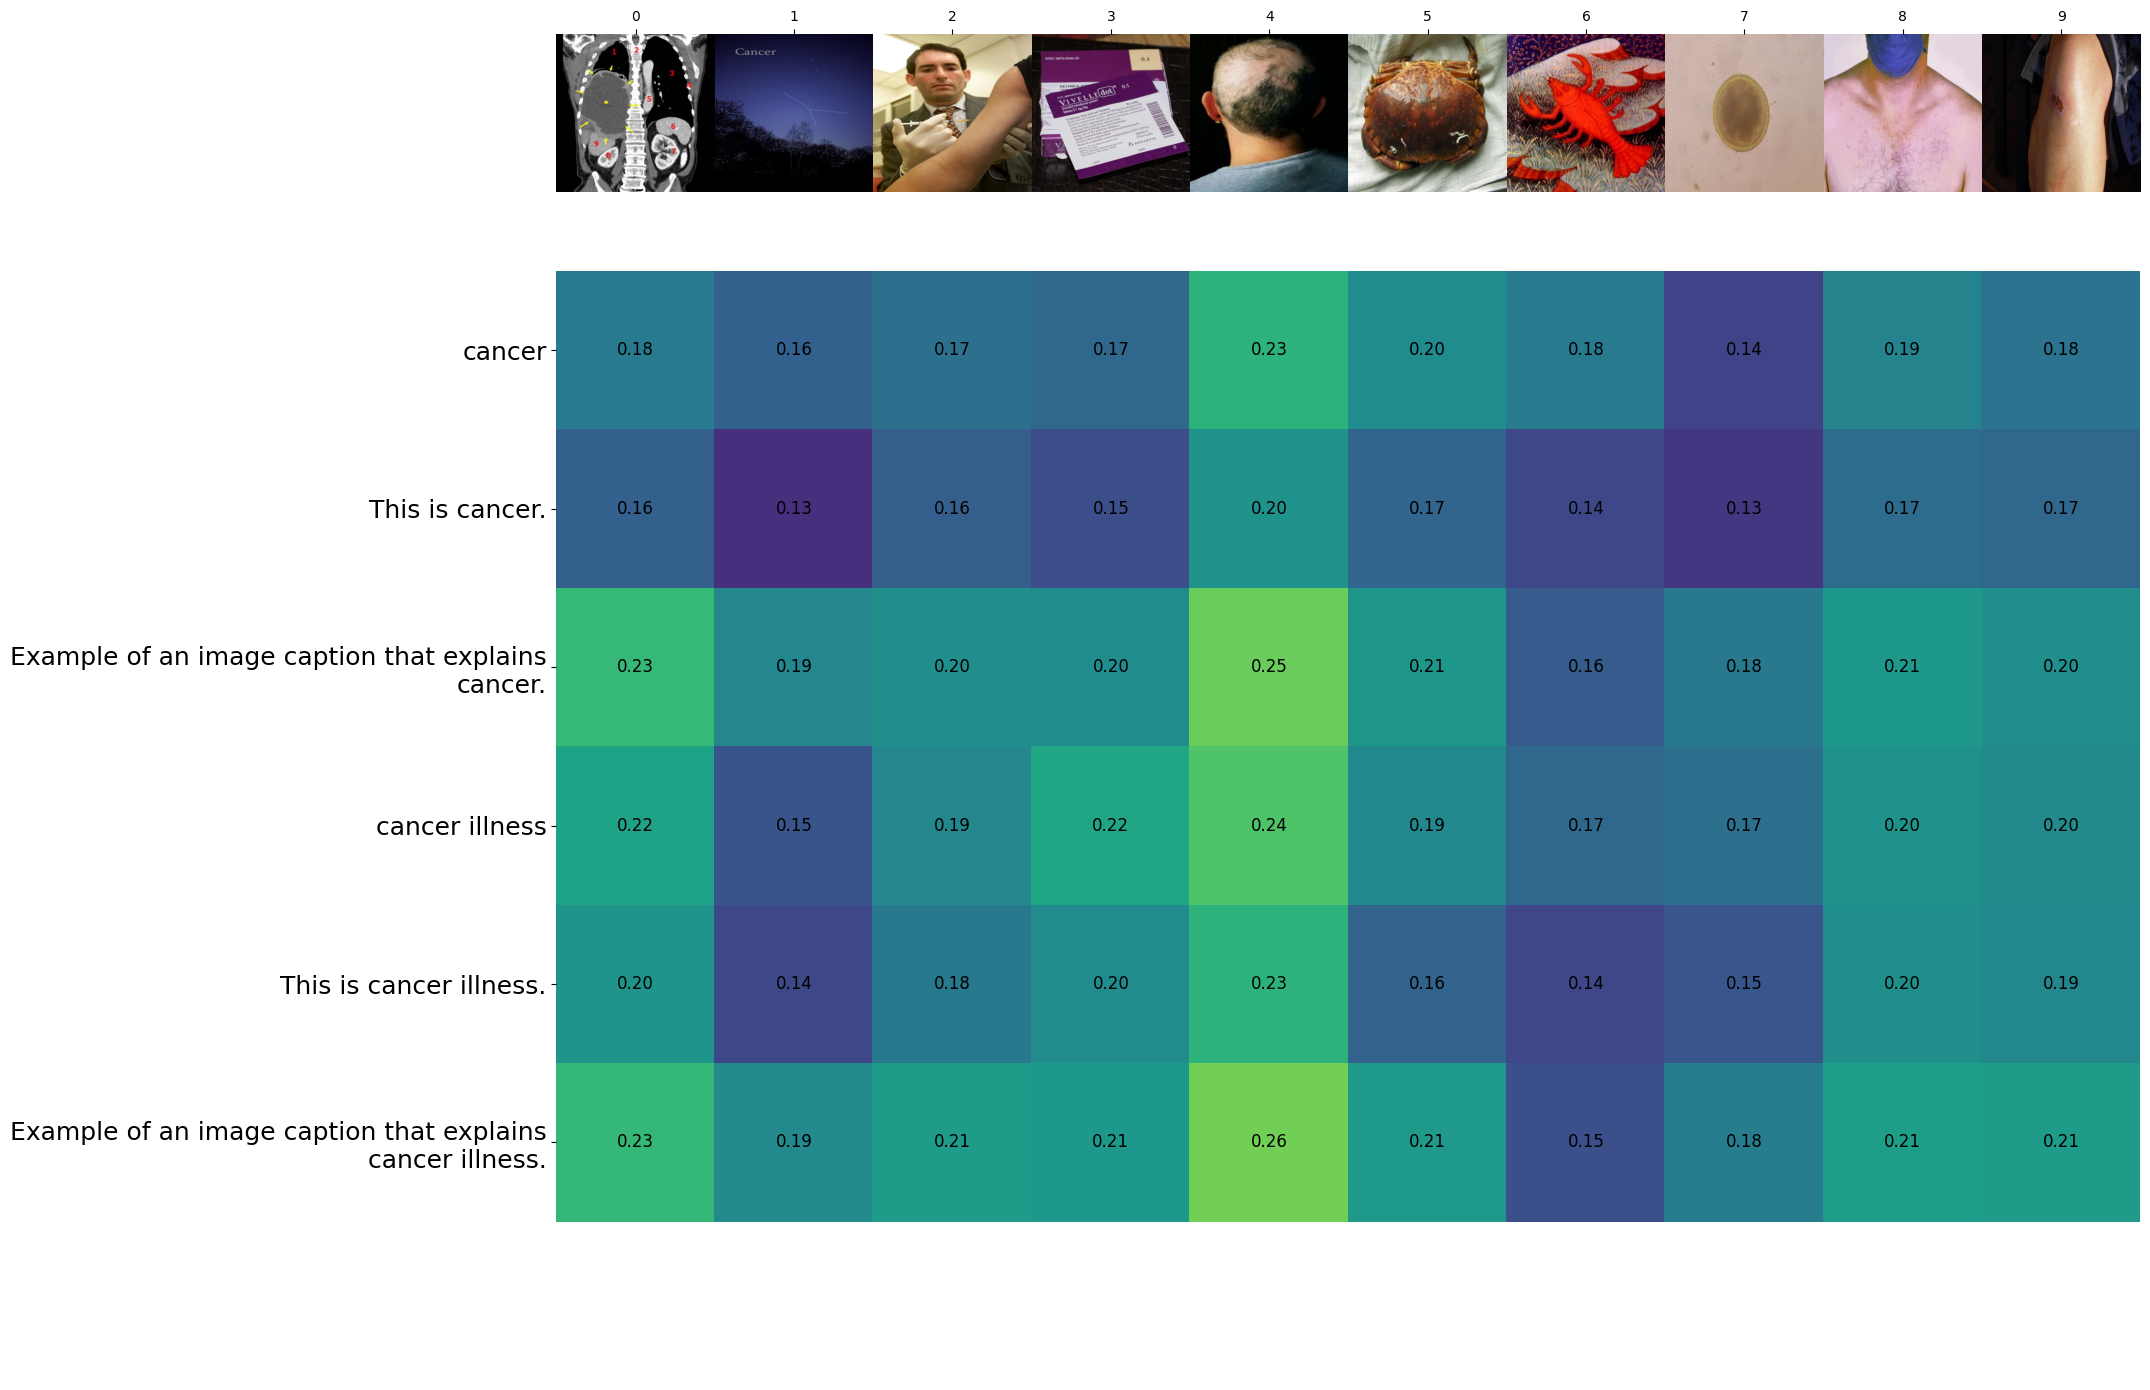 0 1 2 3 4 5 6 7 8 9
Cancer
VIVELLE dot 0.1
cancer 0.18 0.16 0.17 0.17 0.23 0.20 0.18 0.14 0.19 0.18
This is cancer. 0.16 0.13 0.16 0.15 0.20 0.17 0.14 0.13 0.17 0.17
Example of an image caption that explains
cancer. 0.23 0.19 0.20 0.20 0.25 0.21 0.16 0.18 0.21 0.20
cancer illness 0.22 0.15 0.19 0.22 0.24 0.19 0.17 0.17 0.20 0.20
This is cancer illness. 0.20 0.14 0.18 0.20 0.23 0.16 0.14 0.15 0.20 0.19
Example of an image caption that explains
cancer illness. 0.23 0.19 0.21 0.21 0.26 0.21 0.15 0.18 0.21 0.21